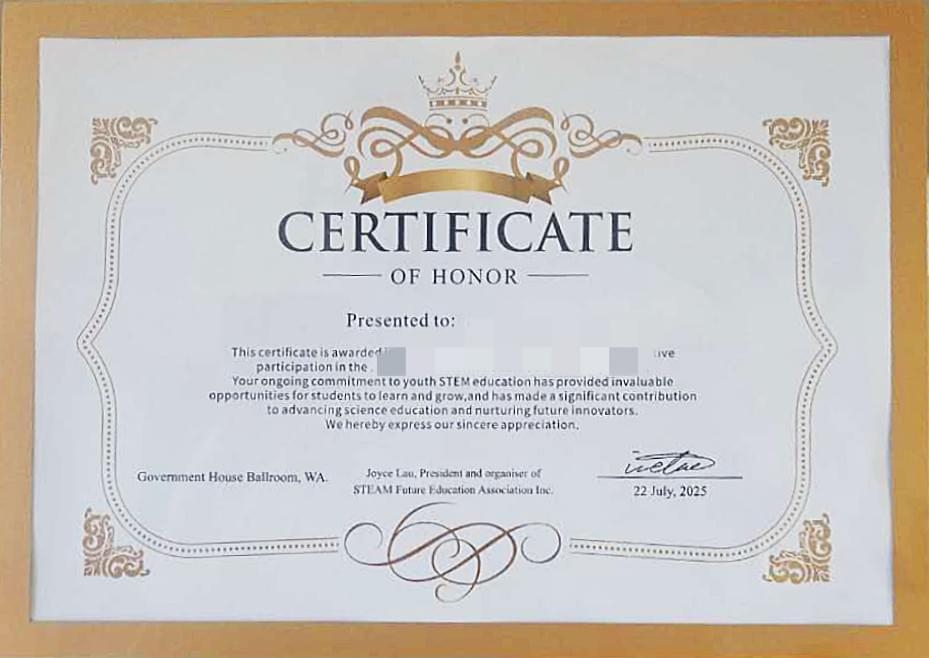 CERTIFICATE
OF HONOR
Presented to:
This certificate is awarded
participation in the
Your ongoing commitment to youth STEM education has provided invaluable
opportunities for students to learn and grow,and has made a significant contribution
to advancing science education and nurturing future innovators.
We hereby express our sincere appreciation.
Government House Ballroom, WA.
Joyce Lau, President and organiser of
STEAM Future Education Association Inc.
22 July, 2025